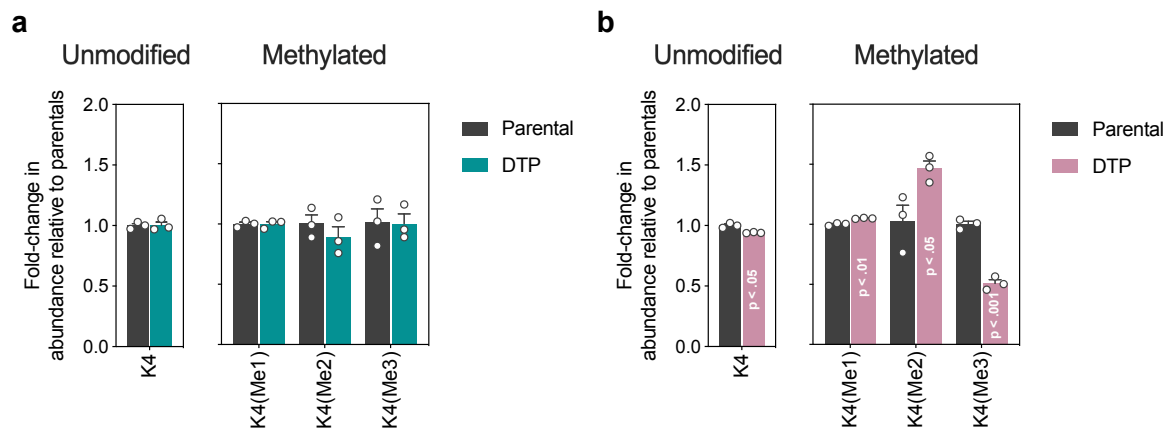 a
Unmodified
Methylated
Fold-change in
abundance relative to parentals
2.0
1.5
1.0
0.5
0.0
K4
K4(Me1)
K4(Me2)
K4(Me3)
Parental
DTP
b
Unmodified
Methylated
Fold-change in
abundance relative to parentals
2.0
1.5
1.0
0.5
0.0
p < .05
p < .01
p < .05
p < .001
K4
K4(Me1)
K4(Me2)
K4(Me3)
Parental
DTP